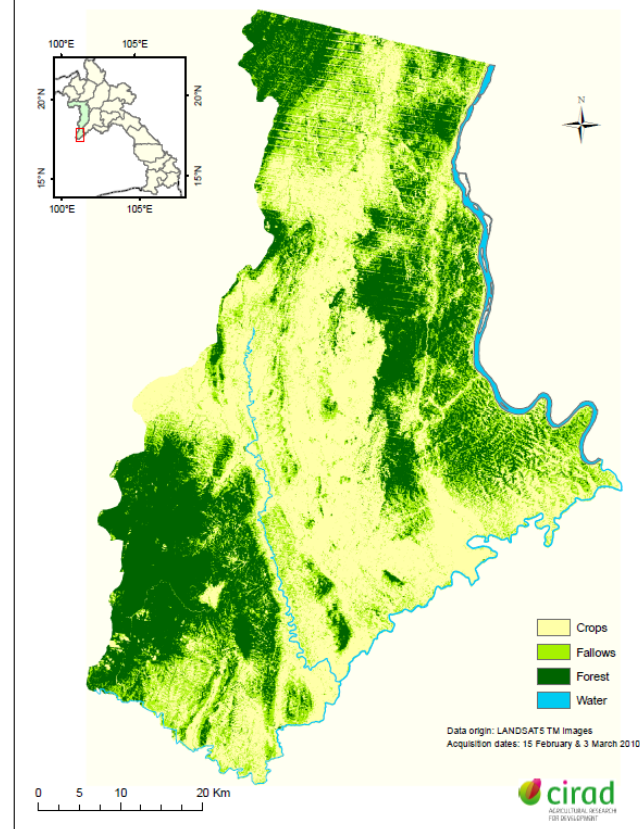 100°E 105°E
20°N 20°N
15°N 15°N
100°E 105°E
N
Crops
Fallows
Forest
Water
Data origin: LANDSAT5 TM images
Acquisition dates: 15 February & 3 March 2010
0 5 10 20 Km
cirad
AGRICULTURAL RESEARCH
FOR DEVELOPMENT